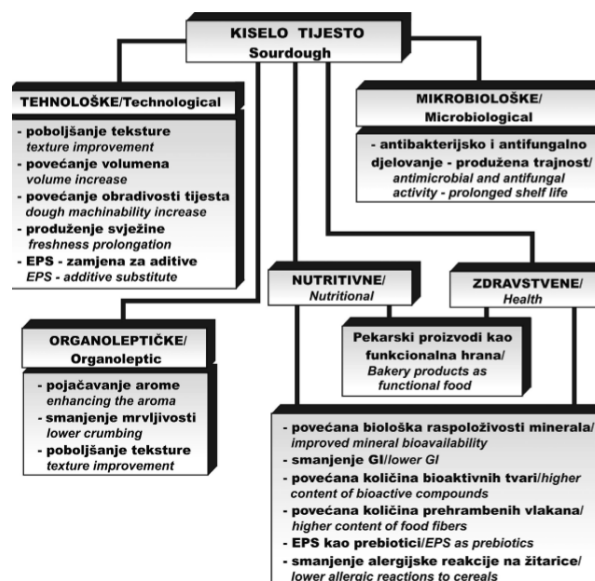 KISELO TIJESTO
Sourdough
TEHNOLOŠKE/Technological
- poboljšanje teksture
texture improvement
- povećanje volumena
volume increase
- povećanje obradivosti tijesta
dough machinability increase
- produženje svježine
freshness prolongation
- EPS - zamjena za aditive
EPS - additive substitute
MIKROBIOLOŠKE/
Microbiological
- antibakterijsko i antifungalno
djelovanje - produžena trajnost/
antimicrobial and antifungal
activity - prolonged shelf life
NUTRITIVNE/
Nutritional
ZDRAVSTVENE/
Health
ORGANOLEPTIČKE/
Organoleptic
- pojačavanje arome
enhancing the aroma
- smanjenje mrvljivosti
lower crumbing
- poboljšanje teksture
texture improvement
Pekarski proizvodi kao
funkcionalna hrana/
Bakery products as
functional food
- povećana biološka raspoloživosti minerala/
improved mineral bioavailability
- smanjenje GI/lower GI
- povećana količina bioaktivnih tvari/higher
content of bioactive compounds
- povećana količina prehrambenih vlakana/
higher content of food fibers
- EPS kao prebiotici/EPS as prebiotics
- smanjenje alergijske reakcije na žitarice/
lower allergic reactions to cereals